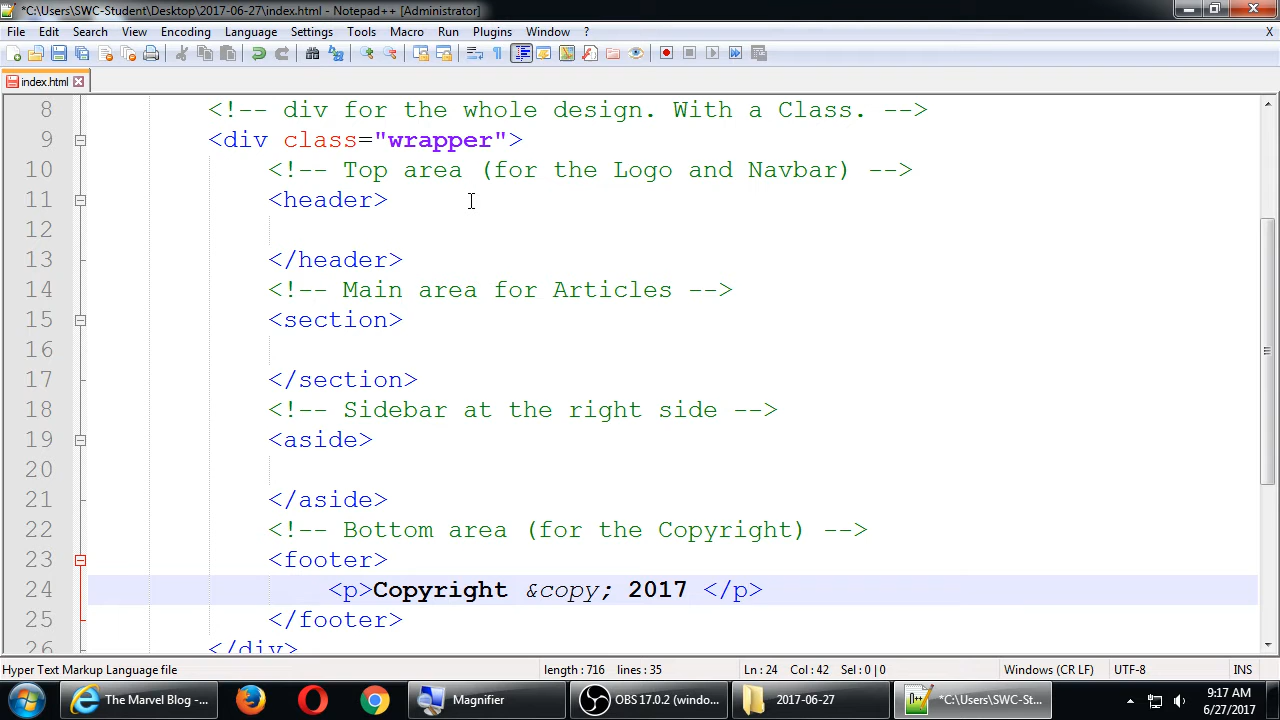 *C:\Users\SWC-Student\Desktop\2017-06-27\index.html - Notepad++ [Administrator]
File Edit Search View Encoding Language Settings Tools Macro Run Plugins Window ? X
index.html
8 <!-- div for the whole design. With a Class. -->
9 <div class="wrapper">
10 <!-- Top area (for the Logo and Navbar) -->
11 <header>
12
13 </header>
14 <!-- Main area for Articles -->
15 <section>
16
17 </section>
18 <!-- Sidebar at the right side -->
19 <aside>
20
21 </aside>
22 <!-- Bottom area (for the Copyright) -->
23 <footer>
24 <p>Copyright &copy; 2017 </p>
25 </footer>
26 </div>
Hyper Text Markup Language file length : 716 lines : 35 Ln : 24 Col : 42 Sel : 0 | 0 Windows (CR LF) UTF-8 INS
The Marvel Blog -... Magnifier OBS 17.0.2 (windo... 2017-06-27 *C:\Users\SWC-St... 9:17 AM
6/27/2017